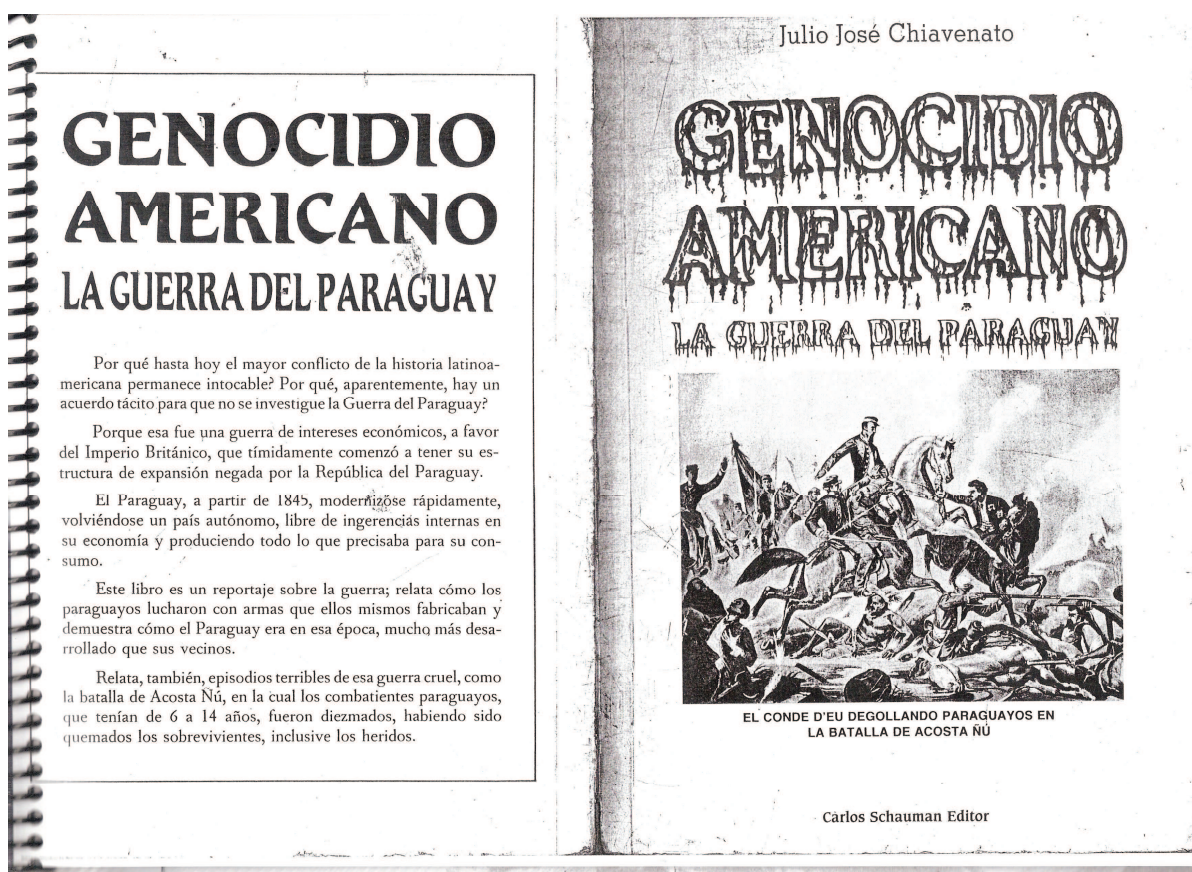 GENOCIDIO
AMERICANO
LA GUERRA DEL PARAGUAY
Por qué hasta hoy el mayor conflicto de la historia latinoa-
mericana permanece intocable? Por qué, aparentemente, hay un
acuerdo tácito para que no se investigue la Guerra del Paraguay?
Porque esa fue una guerra de intereses económicos, a favor
del Imperio Británico, que tímidamente comenzó a tener su es-
tructura de expansión negada por la República del Paraguay.
El Paraguay, a partir de 1845, modernizóse rápidamente,
volviéndose un país autónomo, libre de ingerencias internas en
su economía y produciendo todo lo que precisaba para su con-
sumo.
Este libro es un reportaje sobre la guerra; relata cómo los
paraguayos lucharon con armas que ellos mismos fabricaban y
demuestra cómo el Paraguay era en esa época, mucho más desa-
rrollado que sus vecinos.
Relata, también, episodios terribles de esa guerra cruel, como
la batalla de Acosta Ñú, en la cual los combatientes paraguayos,
que tenían de 6 a 14 años, fueron diezmados, habiendo sido
quemados los sobrevivientes, inclusive los heridos.
Julio José Chiavenato
GENOCIDIO
AMERICANO
LA GUERRA DEL PARAGUAY
EL CONDE D'EU DEGOLLANDO PARAGUAYOS EN
LA BATALLA DE ACOSTA ÑÚ
Carlos Schauman Editor